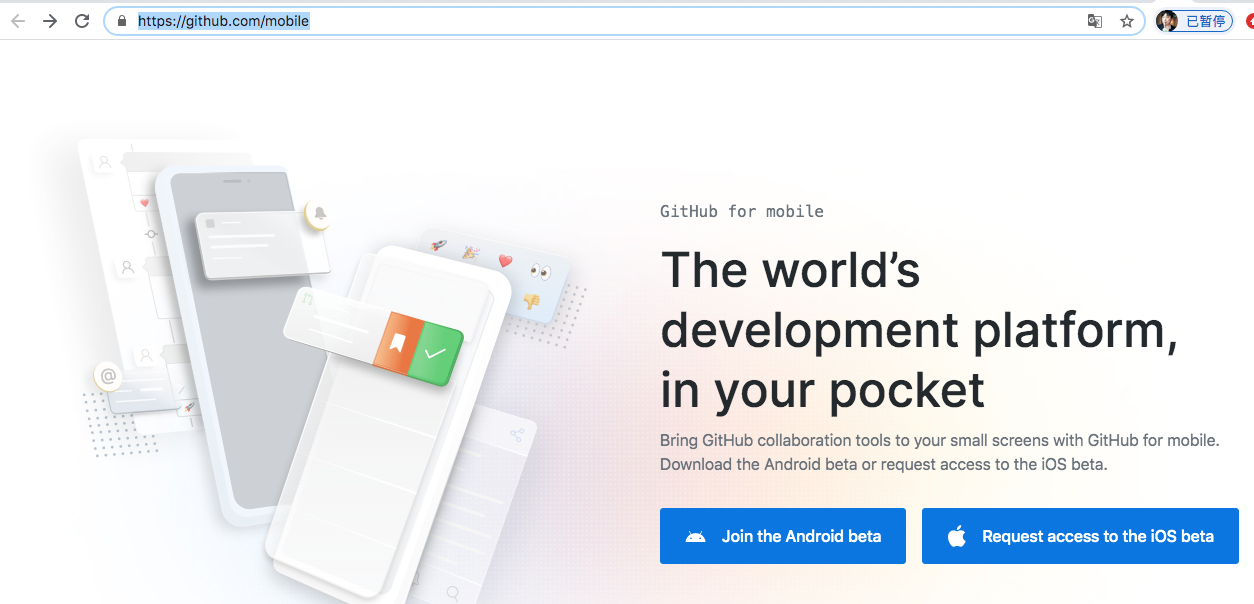 https://github.com/mobile
已暂停
GitHub for mobile
The world’s
development platform,
in your pocket
Bring GitHub collaboration tools to your small screens with GitHub for mobile.
Download the Android beta or request access to the iOS beta.
Join the Android beta
Request access to the iOS beta
@